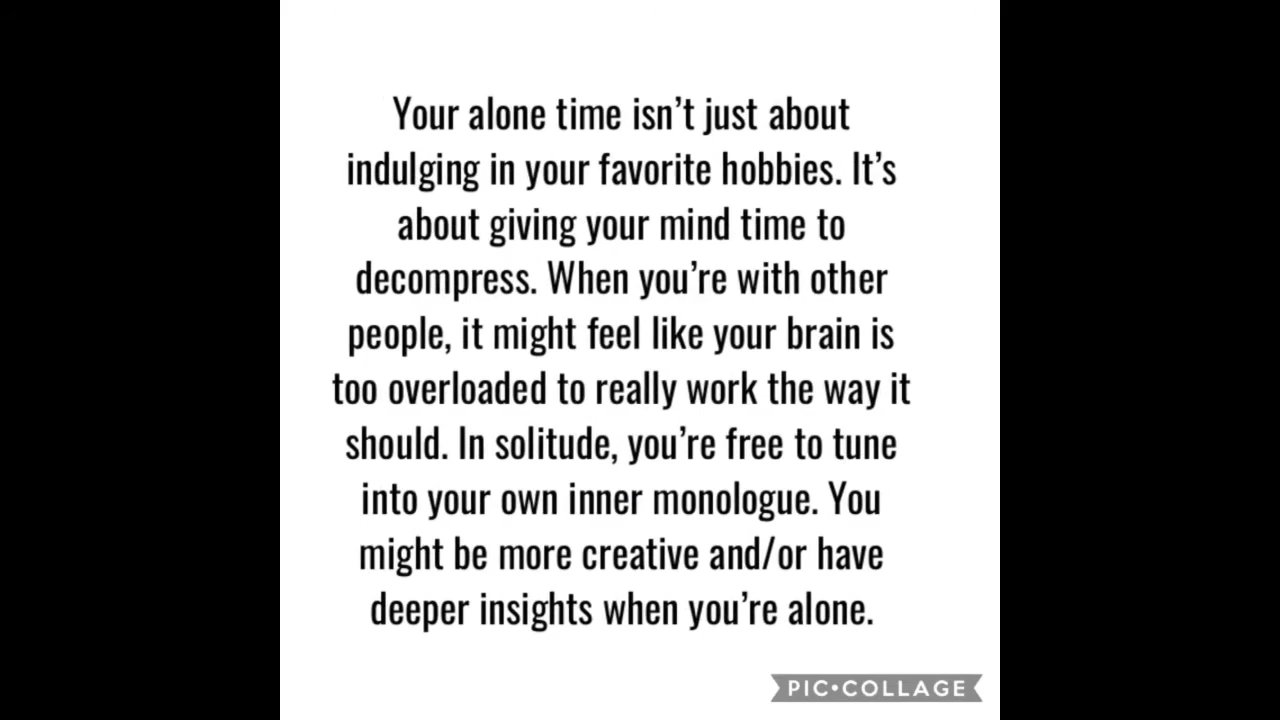 Your alone time isn’t just about
indulging in your favorite hobbies. It’s
about giving your mind time to
decompress. When you’re with other
people, it might feel like your brain is
too overloaded to really work the way it
should. In solitude, you’re free to tune
into your own inner monologue. You
might be more creative and/or have
deeper insights when you’re alone.
PIC•COLLAGE